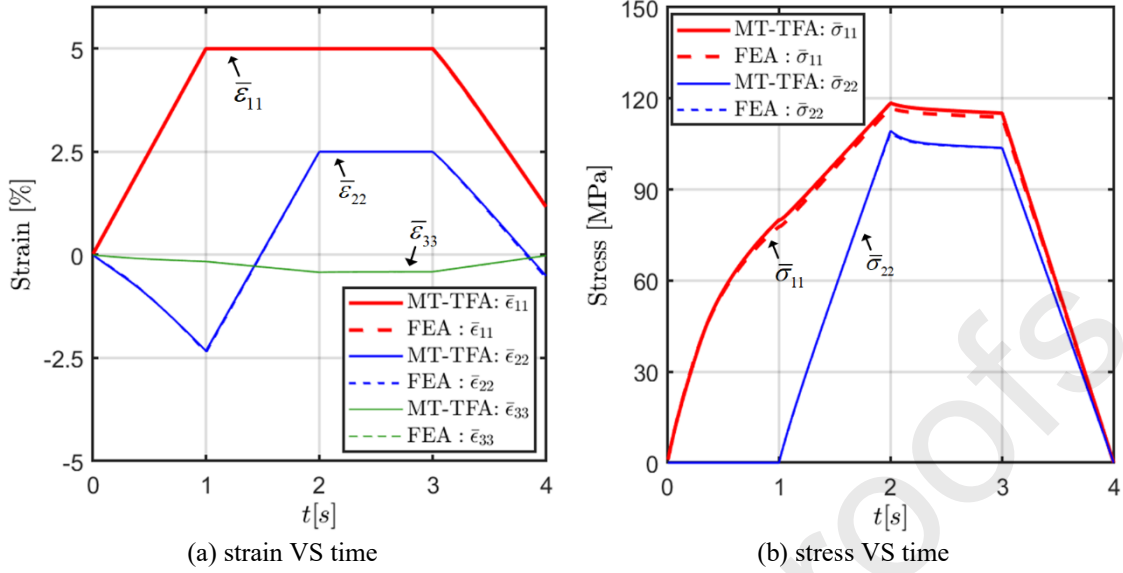 5
2.5
0
-2.5
-5
Strain [%]
ε̄₁₁
ε̄₂₂
ε̄₃₃
MT-TFA: ε̄₁₁
FEA : ε̄₁₁
MT-TFA: ε̄₂₂
FEA : ε̄₂₂
MT-TFA: ε̄₃₃
FEA : ε̄₃₃
0 1 2 3 4
t[s]
(a) strain VS time
150
120
90
60
30
0
Stress [MPa]
MT-TFA: σ̄₁₁
FEA : σ̄₁₁
MT-TFA: σ̄₂₂
FEA : σ̄₂₂
σ̄₁₁
σ̄₂₂
0 1 2 3 4
t[s]
(b) stress VS time
roofs